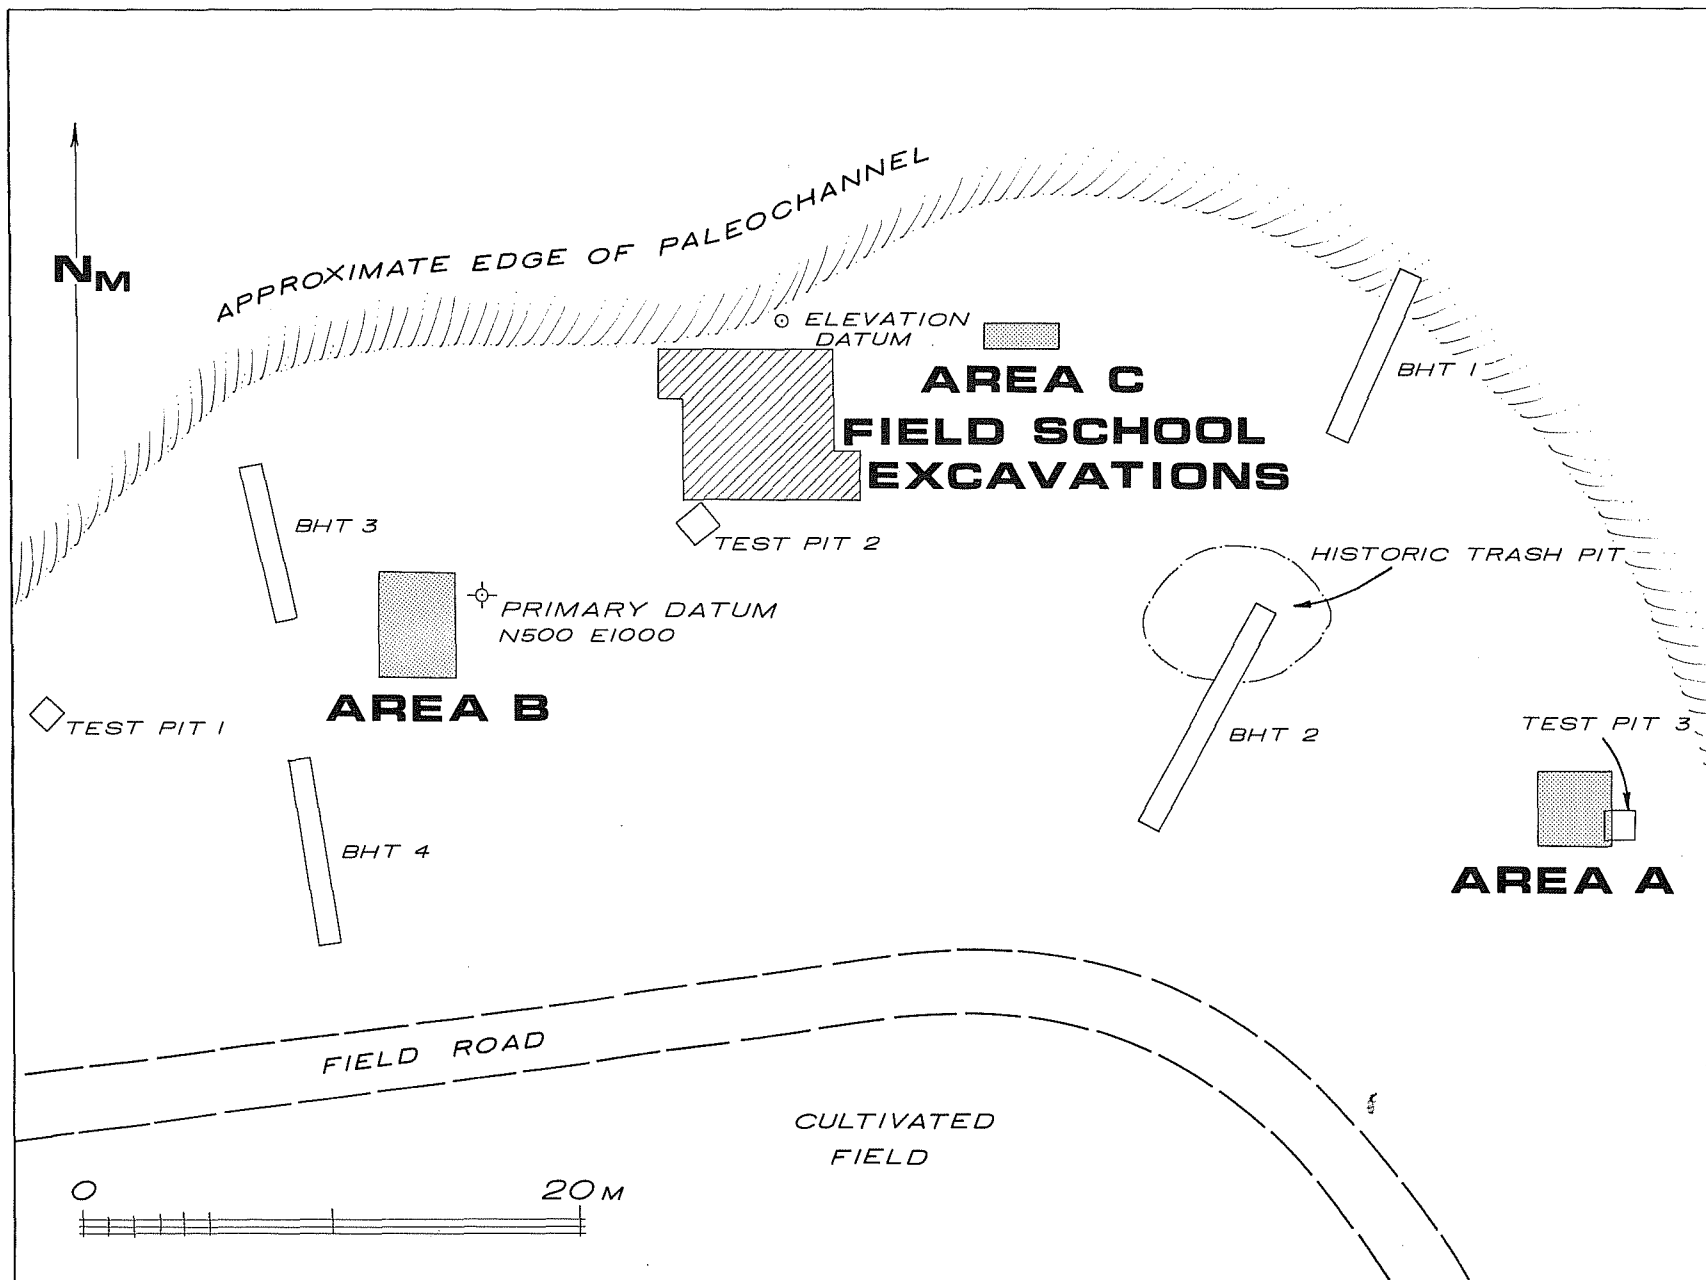 APPROXIMATE EDGE OF PALEOCHANNEL
NM
ELEVATION
DATUM
AREA C
BHT 1
FIELD SCHOOL
EXCAVATIONS
BHT 3
TEST PIT 2
HISTORIC TRASH PIT
PRIMARY DATUM
N500 E1000
AREA B
TEST PIT 1
BHT 2
TEST PIT 3
BHT 4
AREA A
FIELD ROAD
CULTIVATED
FIELD
0 20 M